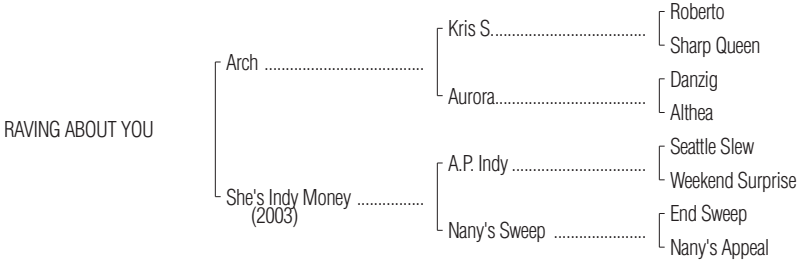 Roberto
Kris S. ....................................
Sharp Queen
Arch ......................................
Danzig
Aurora....................................
Althea
RAVING ABOUT YOU
Seattle Slew
A.P. Indy ................................
Weekend Surprise
She's Indy Money ................
(2003)
End Sweep
Nany's Sweep ......................
Nany's Appeal